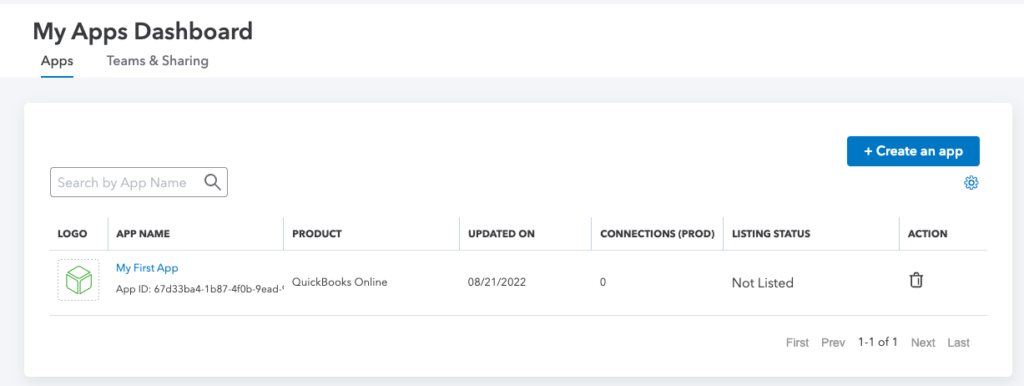 My Apps Dashboard
Apps Teams & Sharing
+ Create an app
Search by App Name
LOGO APP NAME PRODUCT UPDATED ON CONNECTIONS (PROD) LISTING STATUS ACTION
My First App
App ID: 67d33ba4-1b87-4f0b-9ead-
QuickBooks Online 08/21/2022 0 Not Listed
First Prev 1-1 of 1 Next Last